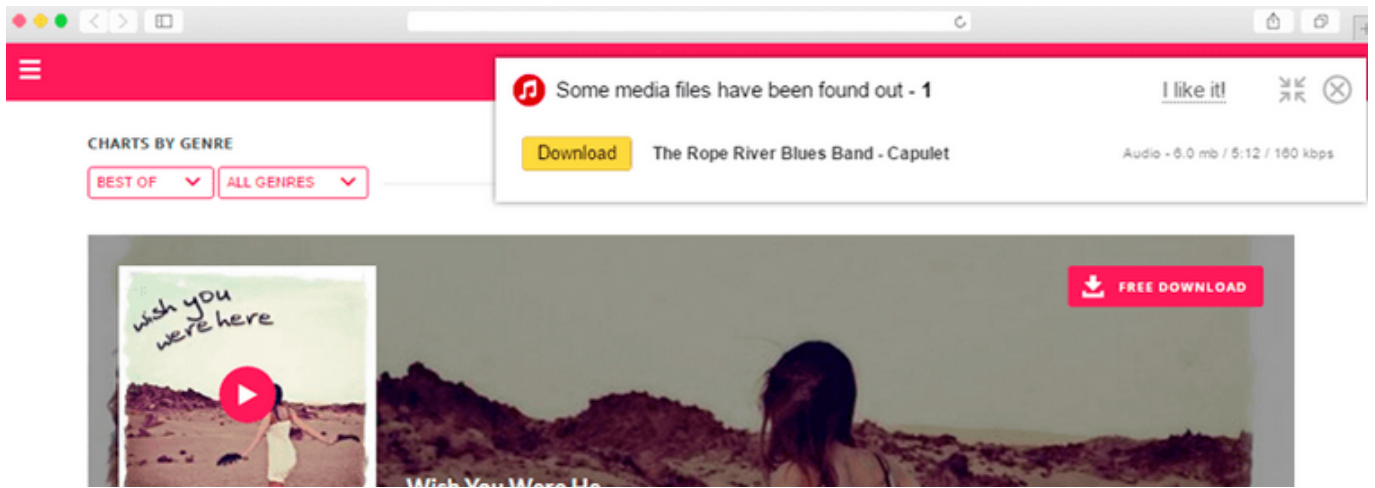 Some media files have been found out - 1
I like it!
Download
The Rope River Blues Band - Capulet
Audio - 6.0 mb / 5:12 / 160 kbps
CHARTS BY GENRE
BEST OF
ALL GENRES
FREE DOWNLOAD
wish you
were here